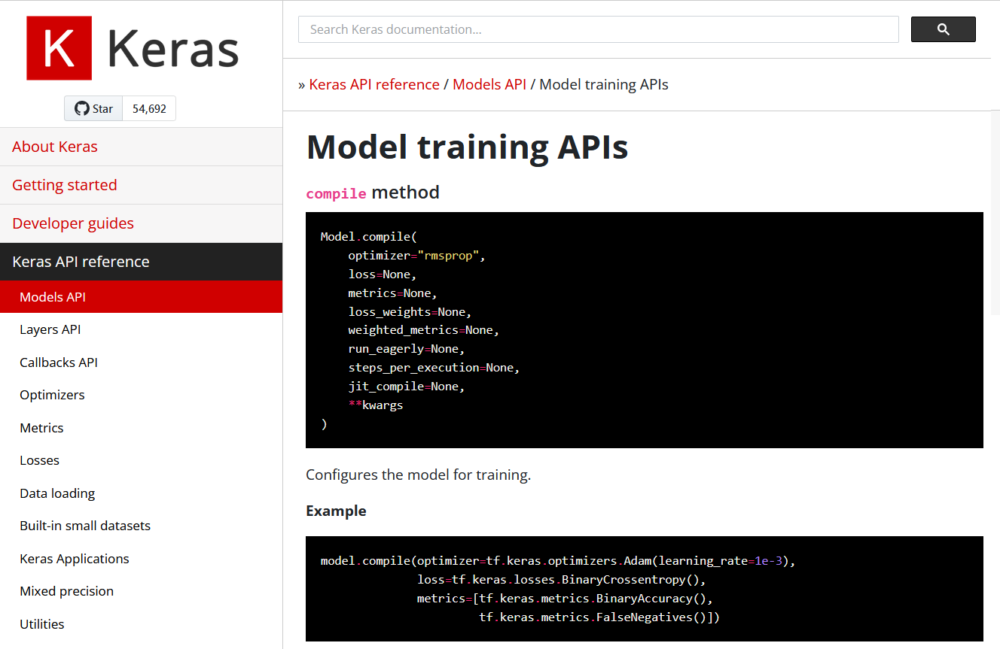 K Keras
Star 54,692
About Keras
Getting started
Developer guides
Keras API reference
Models API
Layers API
Callbacks API
Optimizers
Metrics
Losses
Data loading
Built-in small datasets
Keras Applications
Mixed precision
Utilities
Search Keras documentation...
» Keras API reference / Models API / Model training APIs
Model training APIs
compile method
Model.compile(
    optimizer="rmsprop",
    loss=None,
    metrics=None,
    loss_weights=None,
    weighted_metrics=None,
    run_eagerly=None,
    steps_per_execution=None,
    jit_compile=None,
    **kwargs
)
Configures the model for training.
Example
model.compile(optimizer=tf.keras.optimizers.Adam(learning_rate=1e-3),
              loss=tf.keras.losses.BinaryCrossentropy(),
              metrics=[tf.keras.metrics.BinaryAccuracy(),
                       tf.keras.metrics.FalseNegatives()])